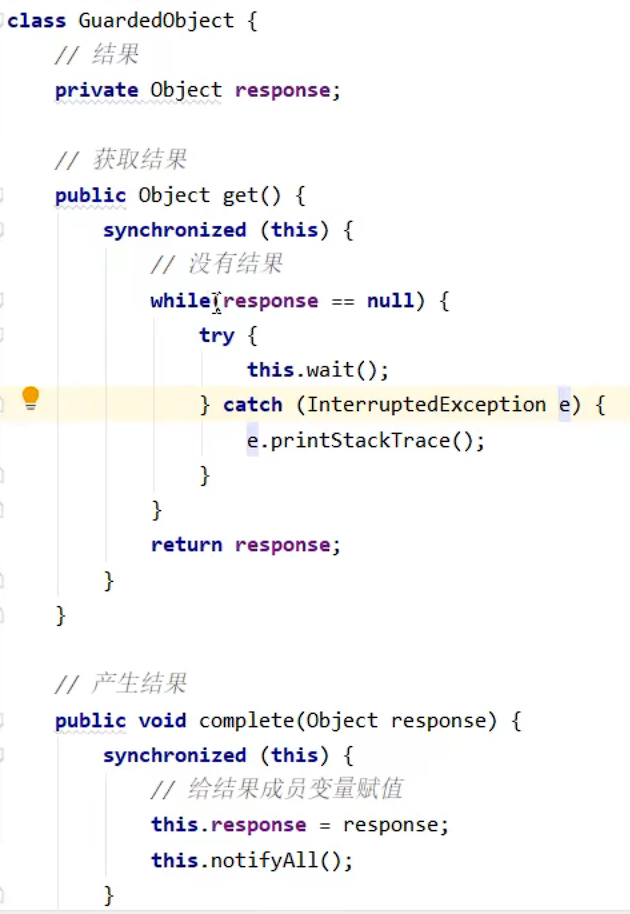 class GuardedObject {
// 结果
private Object response;
// 获取结果
public Object get() {
synchronized (this) {
// 没有结果
while(response == null) {
try {
this.wait();
} catch (InterruptedException e) {
e.printStackTrace();
}
}
return response;
}
}
// 产生结果
public void complete(Object response) {
synchronized (this) {
// 给结果成员变量赋值
this.response = response;
this.notifyAll();
}